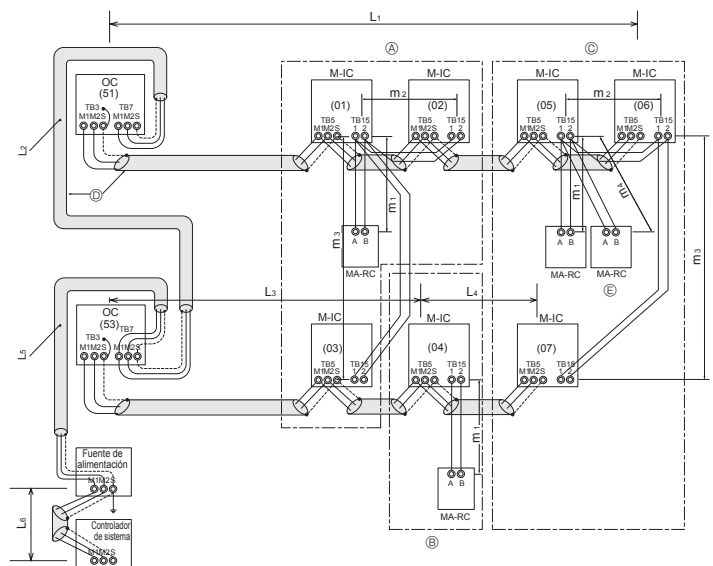 L1
A
C
OC
(51)
TB3
TB7
M1M2S
M1M2S
M-IC
(01)
TB5
M1M2S
TB15
1 2
m2
M-IC
(02)
TB5
M1M2S
TB15
1 2
M-IC
(05)
TB5
M1M2S
TB15
1 2
m2
M-IC
(06)
TB5
M1M2S
TB15
1 2
L2
D
m1
m3
A B
MA-RC
m1
m4
A B
MA-RC
A B
MA-RC
E
m3
L3
L4
L5
OC
(53)
TB3
TB7
M1M2S
M1M2S
M-IC
(03)
TB5
M1M2S
TB15
1 2
M-IC
(04)
TB5
M1M2S
TB15
1 2
M-IC
(07)
TB5
M1M2S
TB15
1 2
m1
A B
MA-RC
B
Fuente de
alimentación
M1M2S
L6
Controlador
de sistema
M1M2S